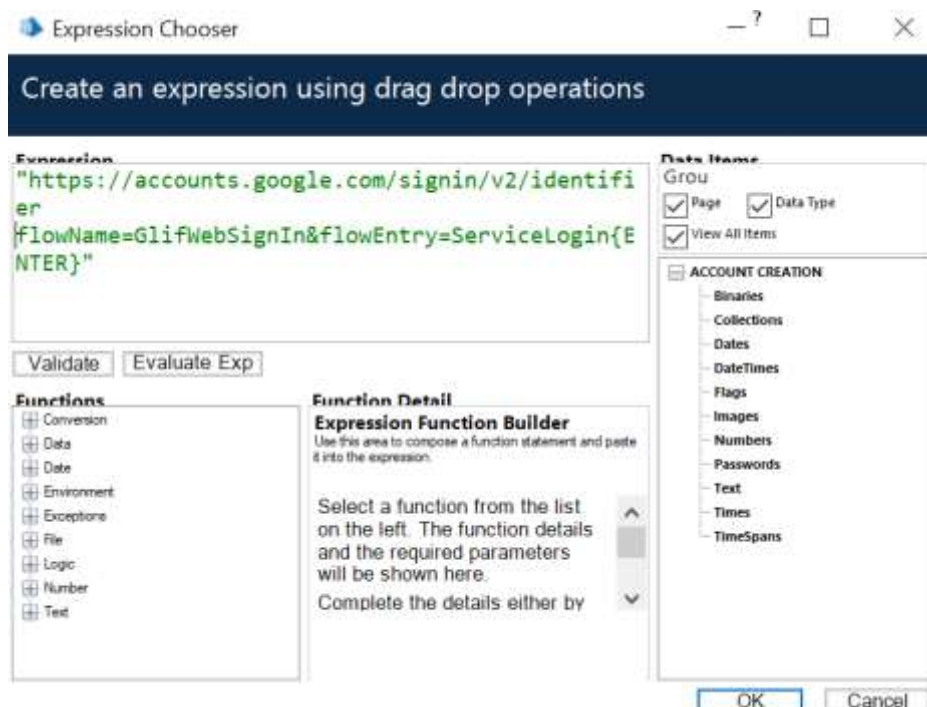 Expression Chooser
?
Create an expression using drag drop operations
Expression
"https://accounts.google.com/signin/v2/identifi
er
flowName=GlifWebSignIn&flowEntry=ServiceLogin{E
NTER}"
Validate
Evaluate Exp
Data Items
Grou
Page
Data Type
View All Items
ACCOUNT CREATION
Binaries
Collections
Dates
DateTimes
Flags
Images
Numbers
Passwords
Text
Times
TimeSpans
Functions
Conversion
Data
Date
Environment
Exceptions
File
Logic
Number
Text
Function Detail
Expression Function Builder
Use this area to compose a function statement and paste
it into the expression.
Select a function from the list
on the left. The function details
and the required parameters
will be shown here.
Complete the details either by
OK
Cancel